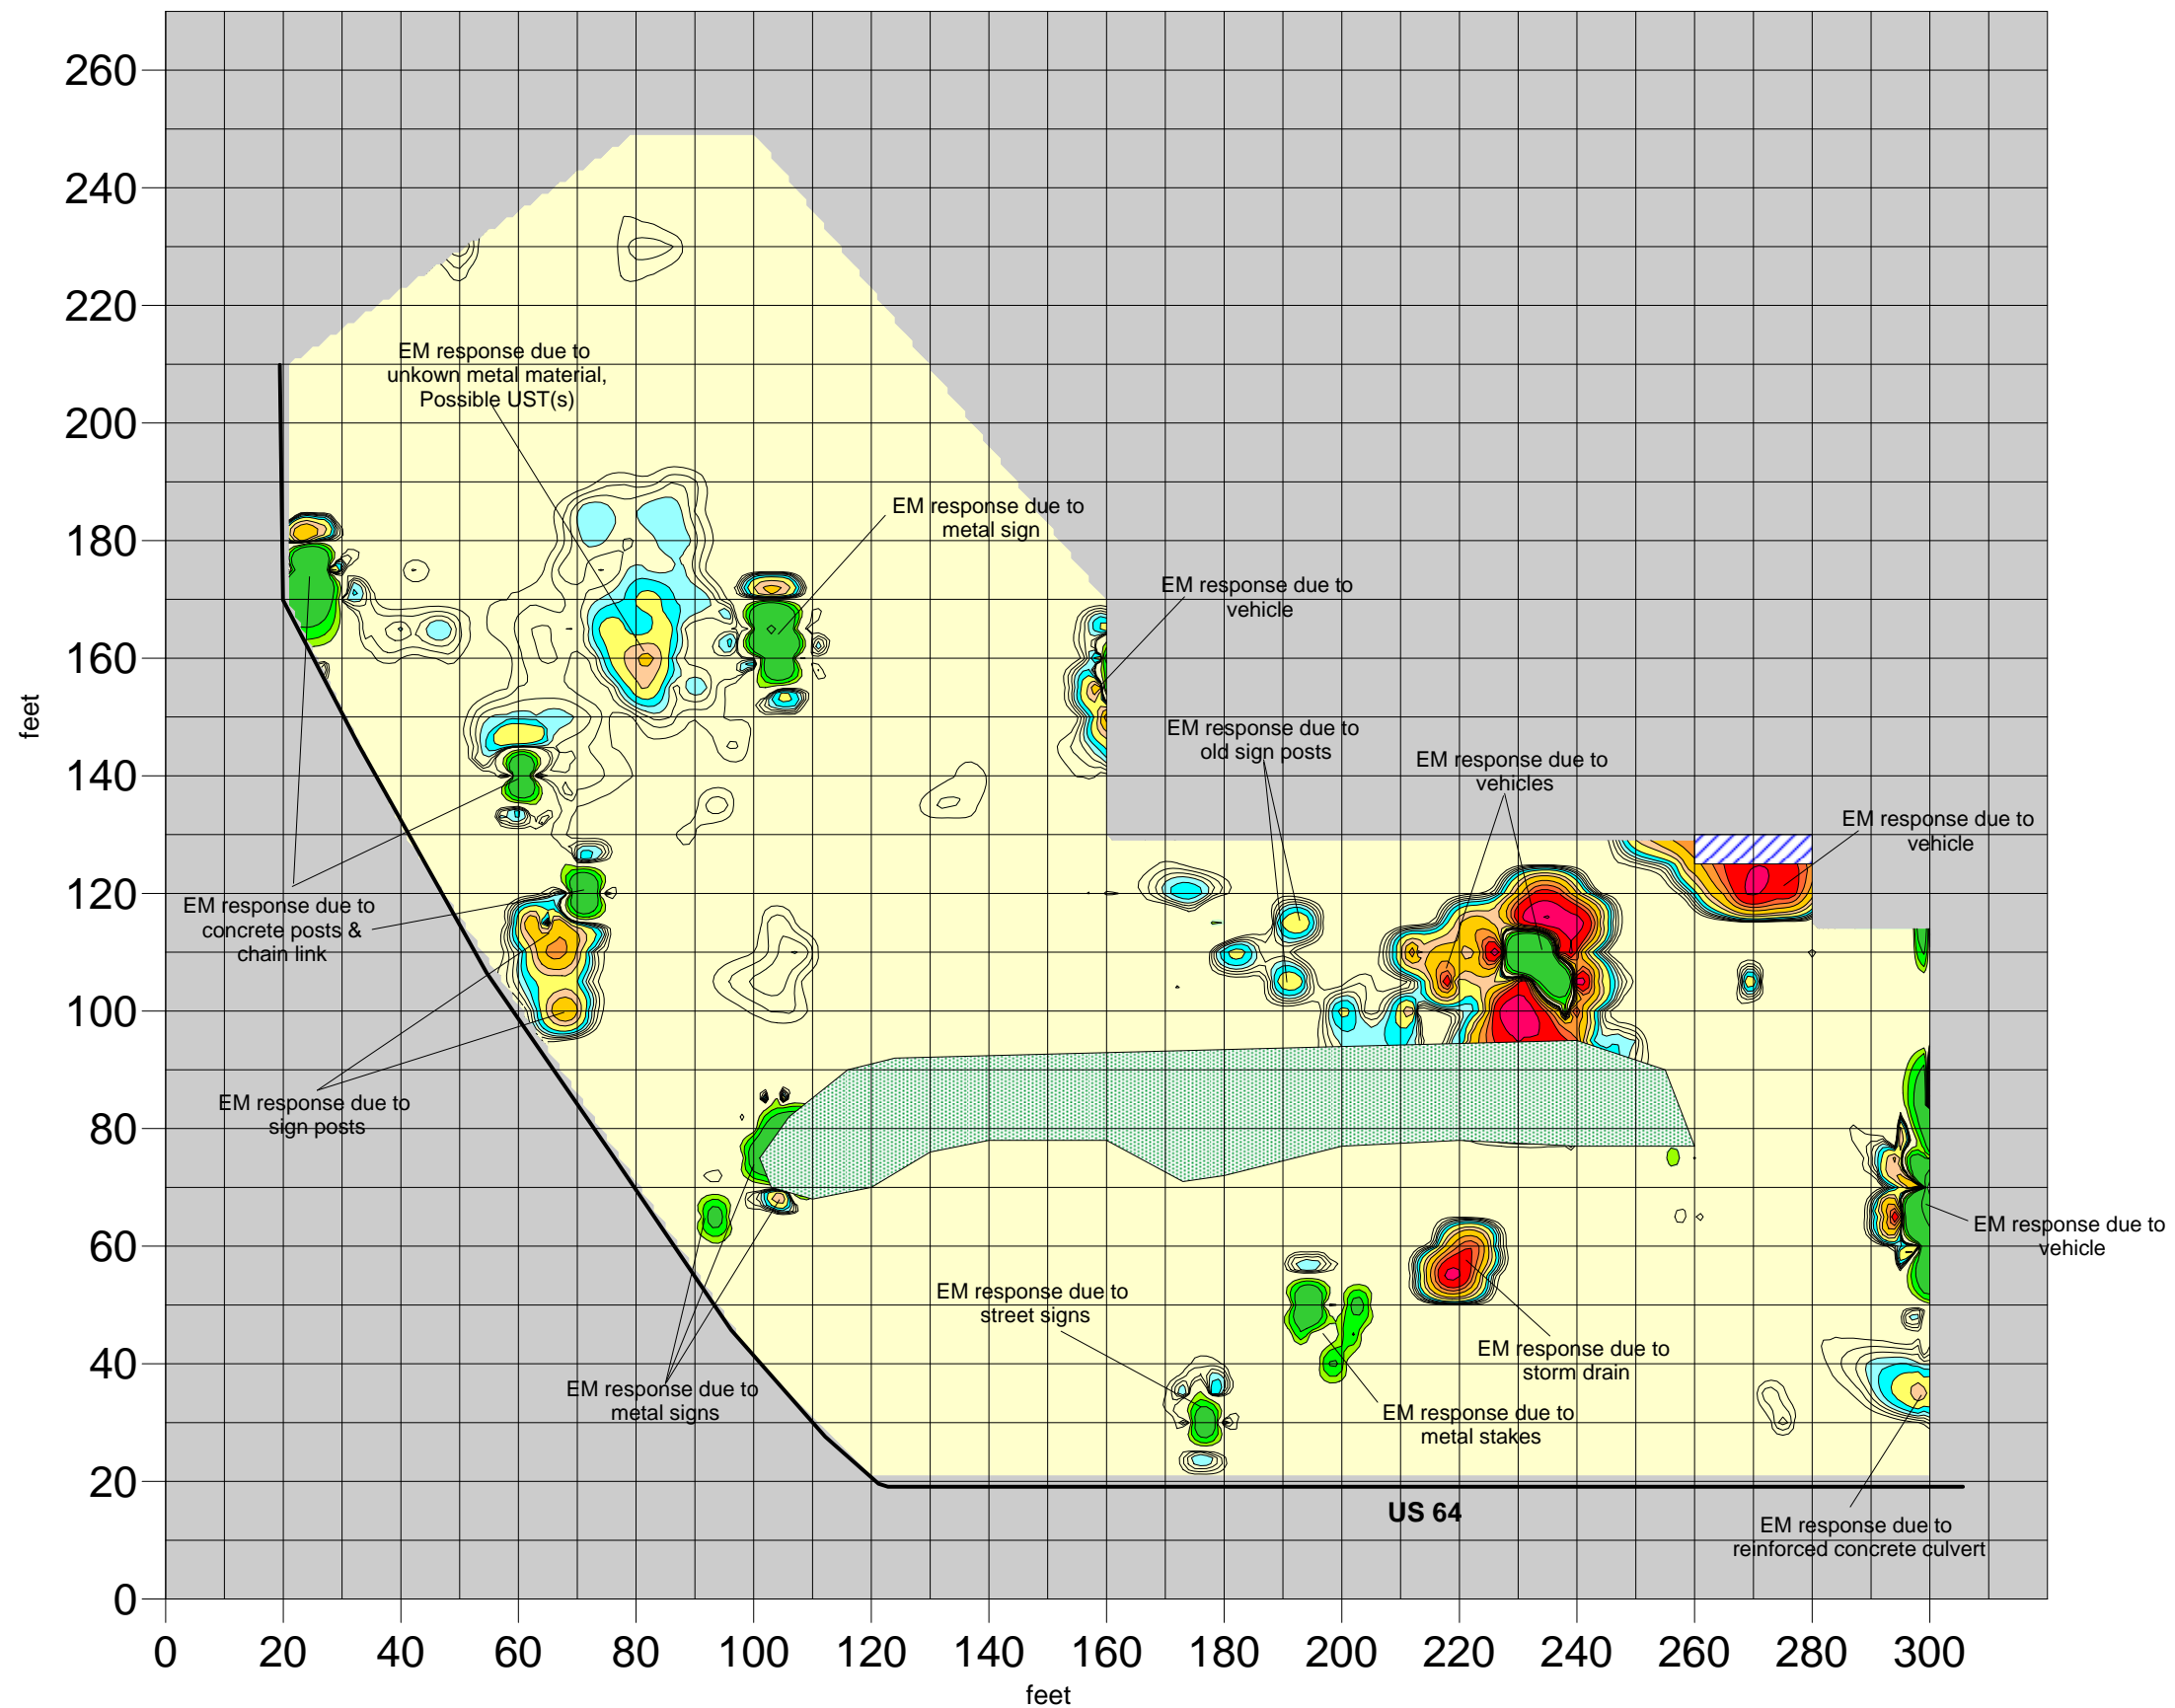 260
240
220
200
180
160
140
120
100
80
60
40
20
0
feet
EM response due to
unkown metal material,
Possible UST(s)
EM response due to
metal sign
EM response due to
vehicle
EM response due to
old sign posts
EM response due to
vehicles
EM response due to
vehicle
EM response due to
concrete posts &
chain link
EM response due to
sign posts
EM response due to
vehicle
EM response due to
street signs
EM response due to
storm drain
EM response due to
metal signs
EM response due to
metal stakes
US 64
EM response due to
reinforced concrete culvert
0 20 40 60 80 100 120 140 160 180 200 220 240 260 280 300
feet